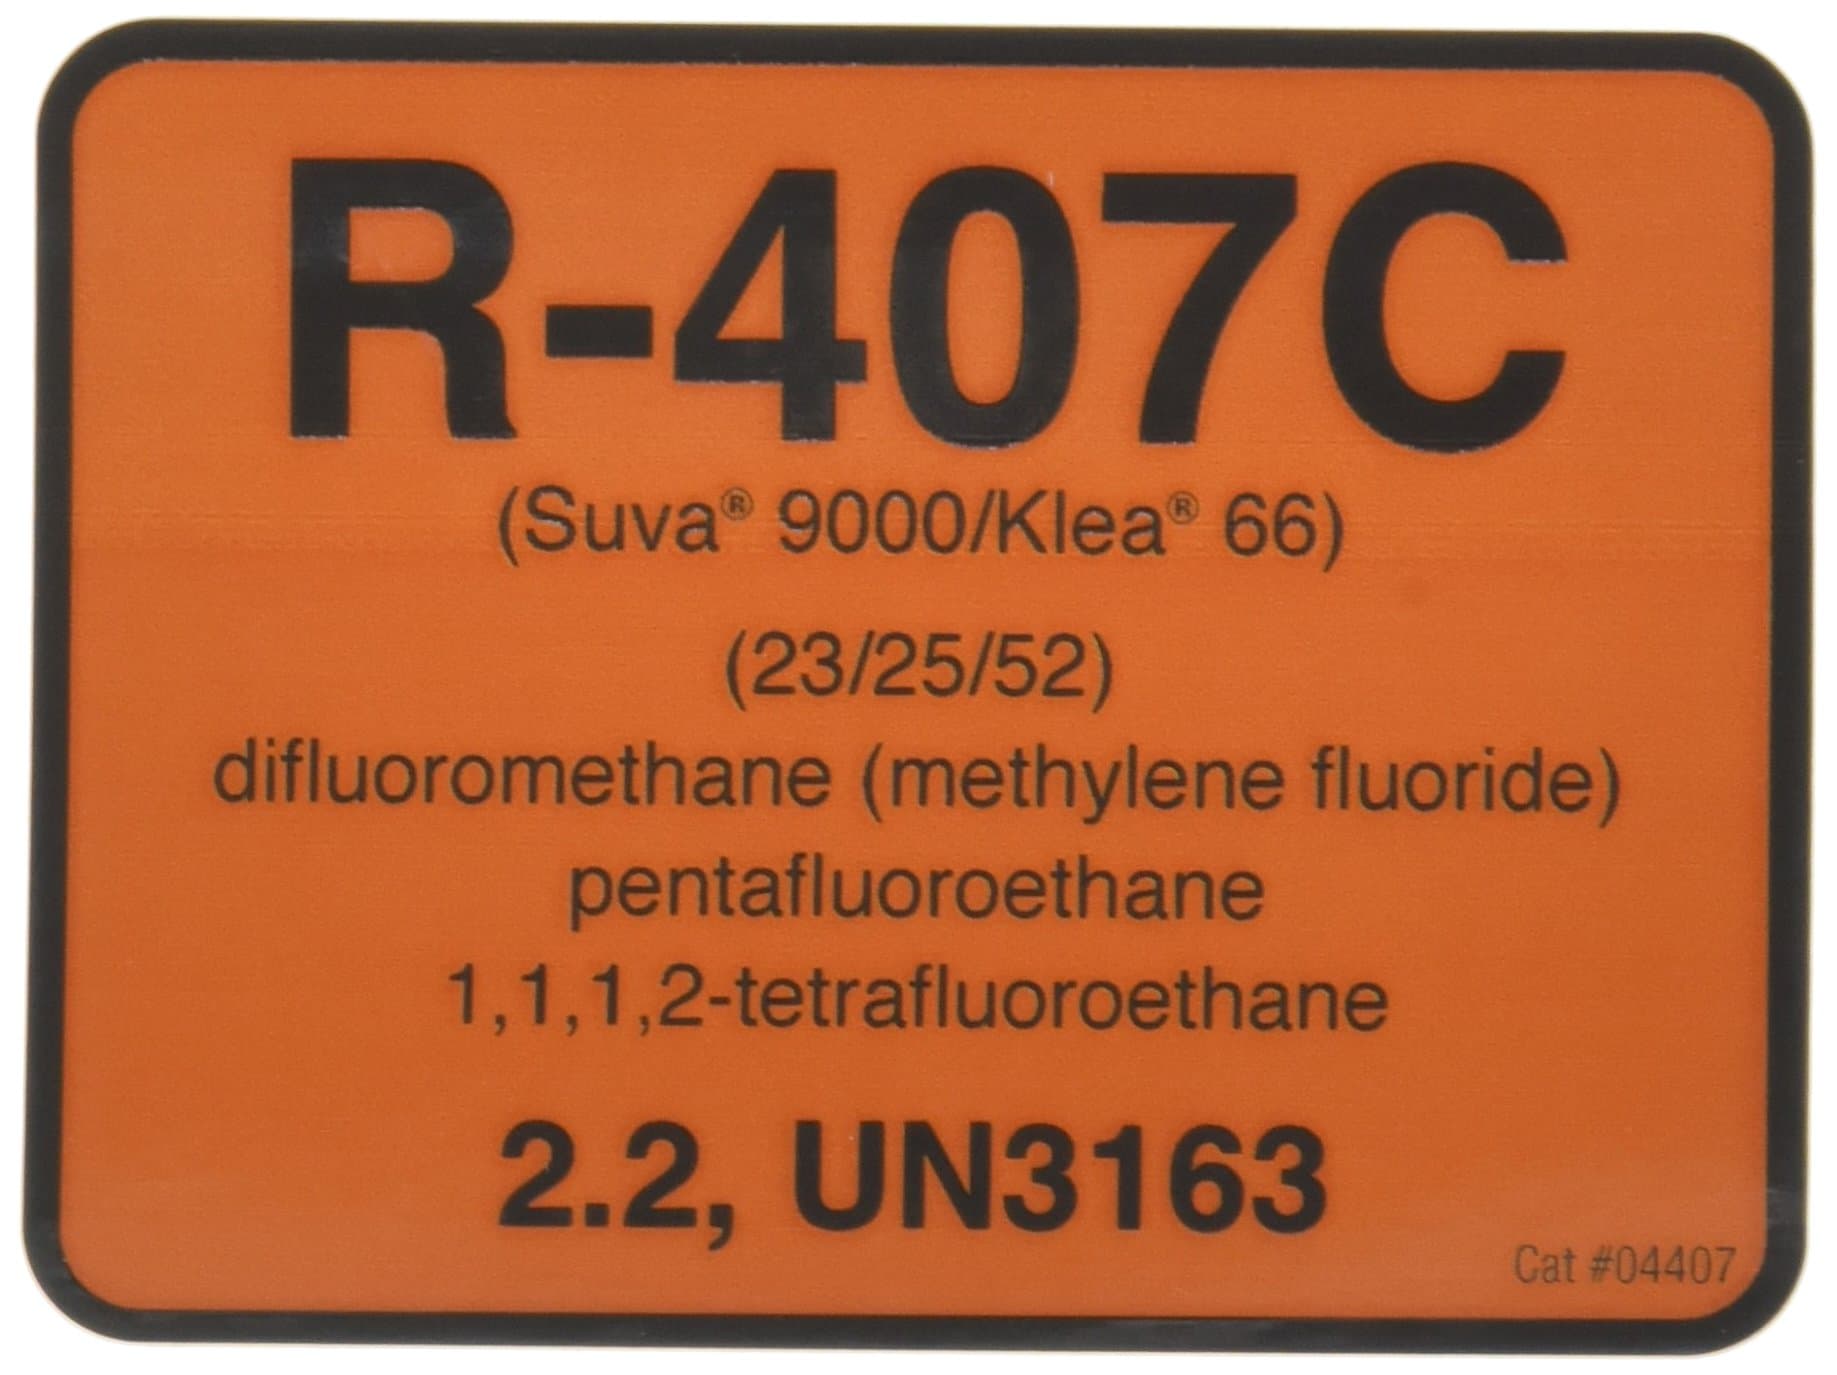 R-407C
(Suva® 9000/Klea® 66)
(23/25/52)
difluoromethane (methylene fluoride)
pentafluoroethane
1,1,1,2-tetrafluoroethane
2.2, UN3163
Cat #04407